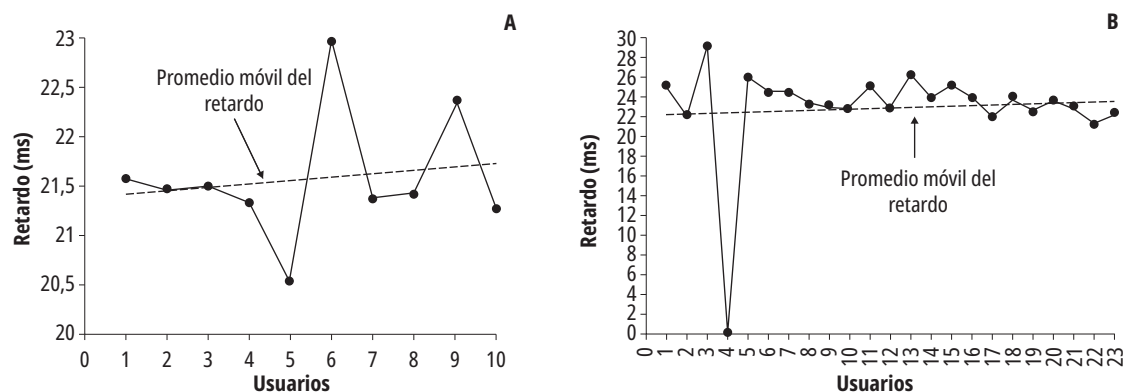 A
Retardo (ms)
23
22,5
22
21,5
21
20,5
20
Promedio móvil del
retardo
0 1 2 3 4 5 6 7 8 9 10
Usuarios
B
Retardo (ms)
30
28
26
24
22
20
18
16
14
12
10
8
6
4
2
0
Promedio móvil del
retardo
0 1 2 3 4 5 6 7 8 9 10 11 12 13 14 15 16 17 18 19 20 21 22 23
Usuarios